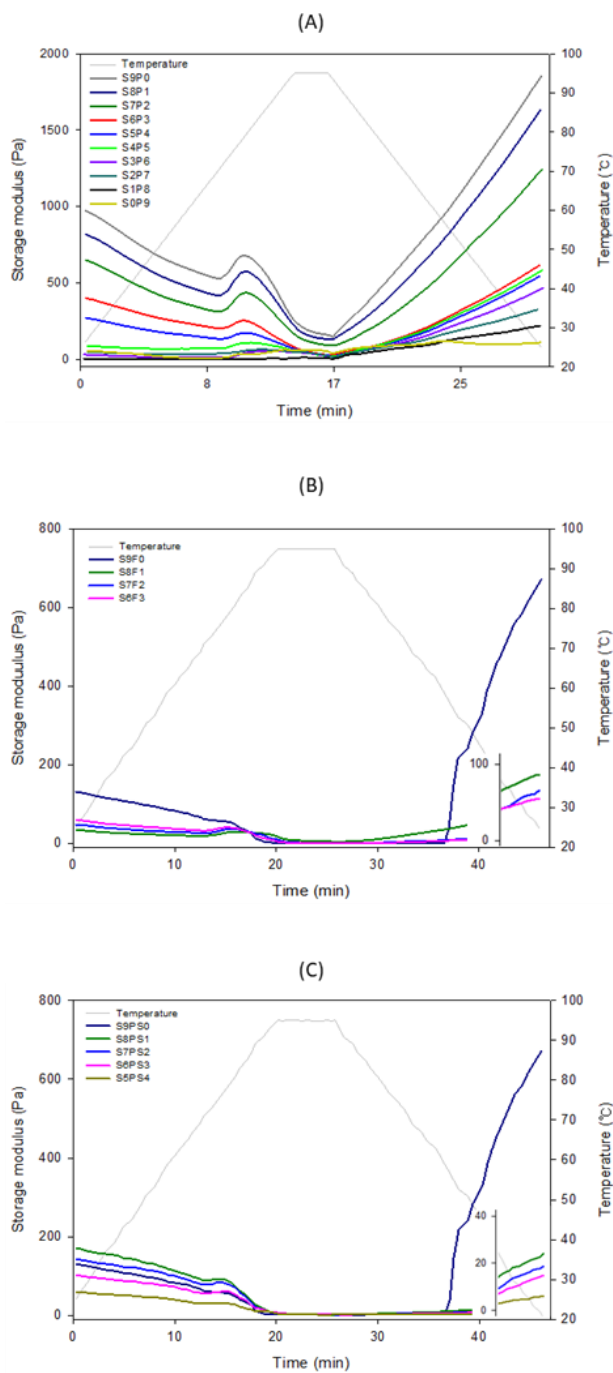 (A)
Storage modulus (Pa)
2000
1500
1000
500
0
Temperature
S9P0
S8P1
S7P2
S6P3
S5P4
S4P5
S3P6
S2P7
S1P8
S0P9
100
90
80
70
60
50
40
30
20
Temperature (℃)
0 8 17 25
Time (min)
(B)
Storage moduulus (Pa)
800
600
400
200
0
Temperature
S9F0
S8F1
S7F2
S6F3
100
0
100
90
80
70
60
50
40
30
20
Temperature (℃)
0 10 20 30 40
Time (min)
(C)
Storage modulus (Pa)
800
600
400
200
0
Temperature
S9PS0
S8PS1
S7PS2
S6PS3
S5PS4
40
20
0
100
90
80
70
60
50
40
30
20
Temperature (℃)
0 10 20 30 40
Time (min)